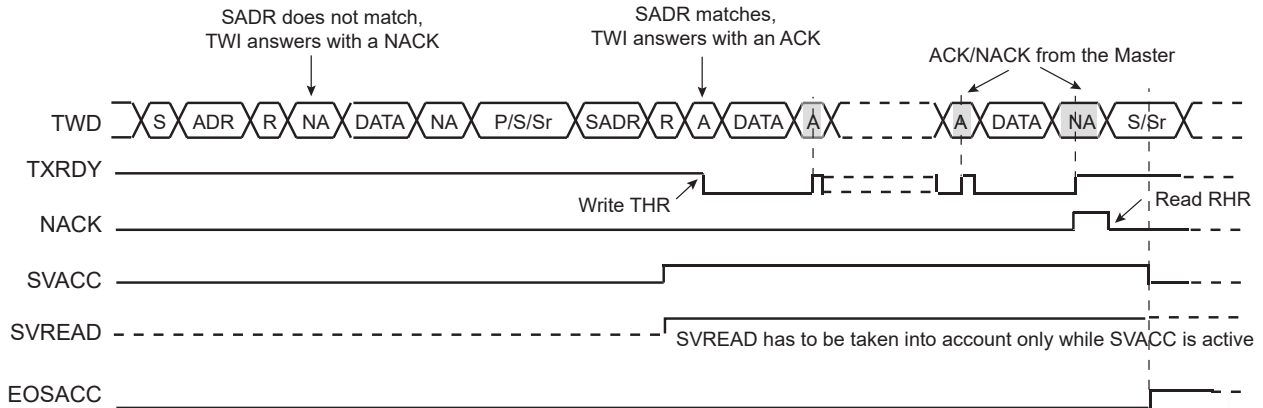 SADR does not match,
TWI answers with a NACK
SADR matches,
TWI answers with an ACK
ACK/NACK from the Master
TWD S ADR R NA DATA NA P/S/Sr SADR R A DATA A A DATA NA S/Sr
TXRDY
Write THR
Read RHR
NACK
SVACC
SVREAD
SVREAD has to be taken into account only while SVACC is active
EOSACC